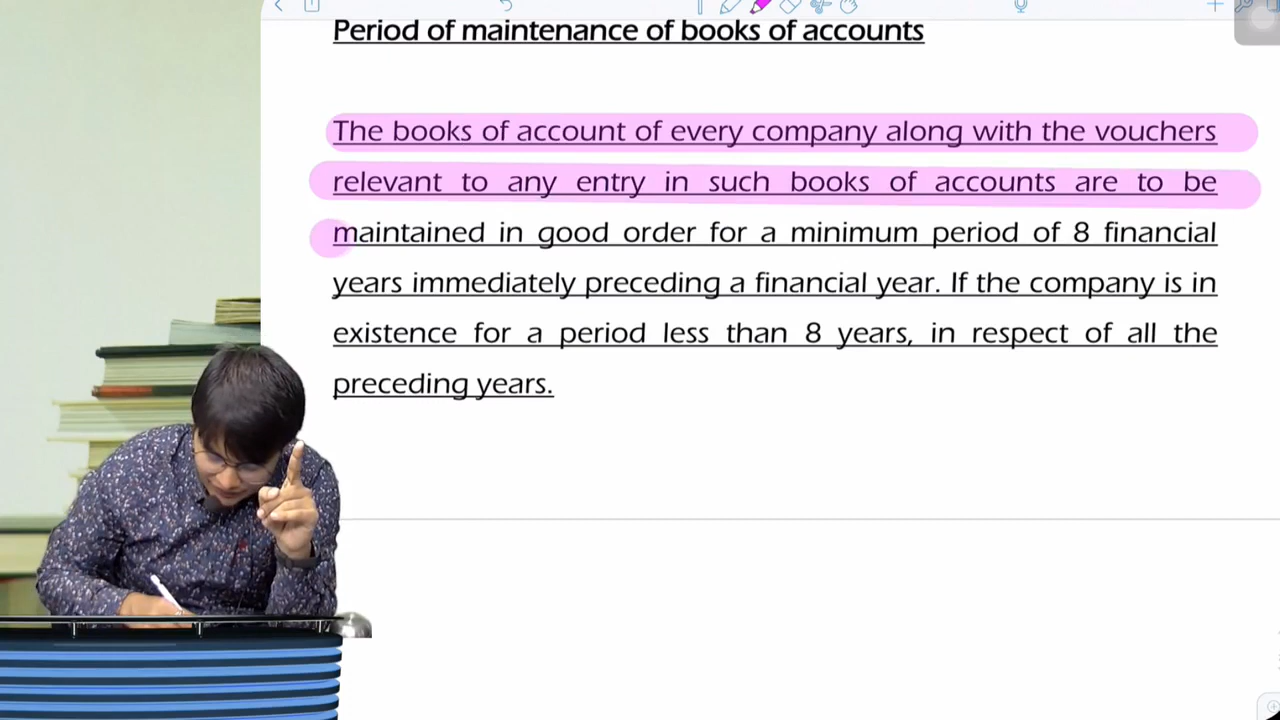 Period of maintenance of books of accounts
The books of account of every company along with the vouchers
relevant to any entry in such books of accounts are to be
maintained in good order for a minimum period of 8 financial
years immediately preceding a financial year. If the company is in
existence for a period less than 8 years, in respect of all the
preceding years.